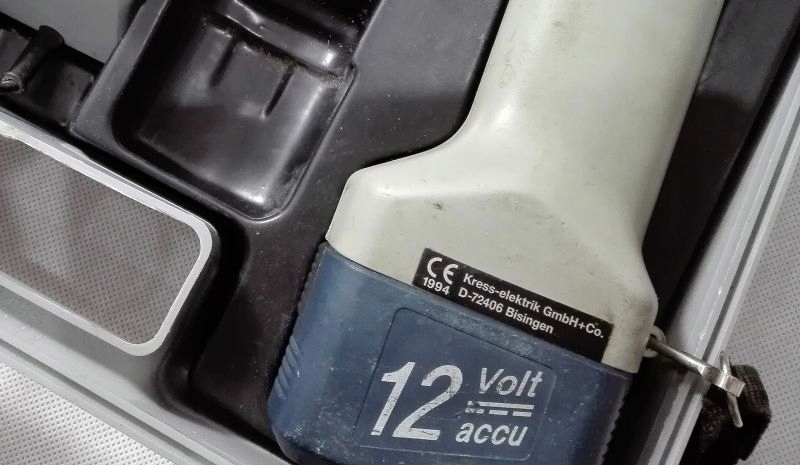 CE Kress-elektrik GmbH+Co.
1994 D-72406 Bisingen
12 Volt
accu